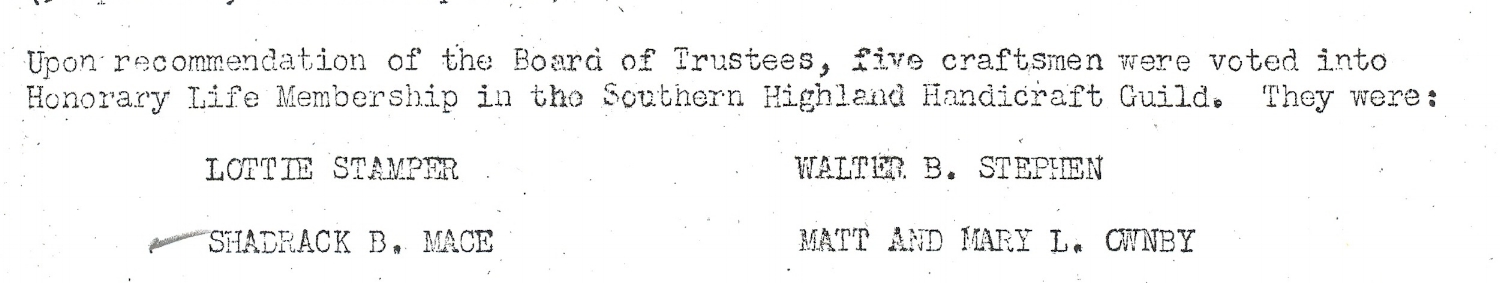 Upon recommendation of the Board of Trustees, five craftsmen were voted into
Honorary Life Membership in the Southern Highland Handicraft Guild. They were:
LOTTIE STAMPER WALTER B. STEPHEN
SHADRACK B. MACE MATT AND MARY L. OWNBY